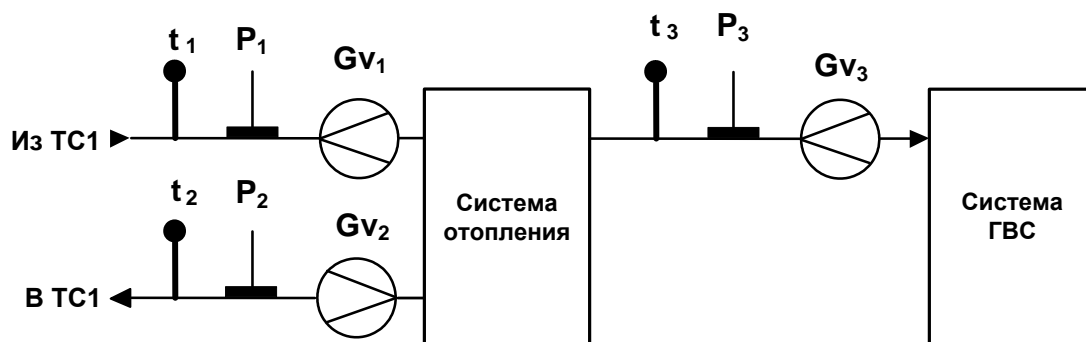 t 1 P1 Gv1 t 3 P3 Gv3
Из ТС1
t 2 P2 Gv2
Система
отопления
Система
ГВС
В ТС1